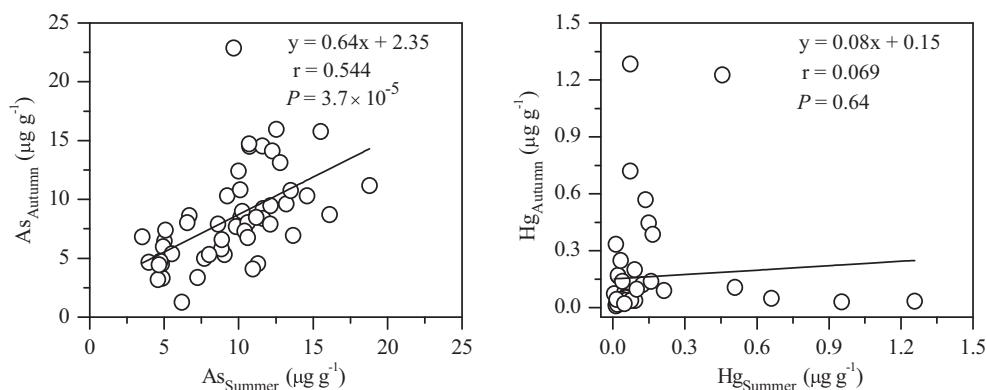 25
20
15
10
5
0
As_Autumn (μg g⁻¹)
y = 0.64x + 2.35
r = 0.544
P = 3.7 × 10⁻⁵
0 5 10 15 20 25
As_Summer (μg g⁻¹)
1.5
1.2
0.9
0.6
0.3
0.0
Hg_Autumn (μg g⁻¹)
y = 0.08x + 0.15
r = 0.069
P = 0.64
0.0 0.3 0.6 0.9 1.2 1.5
Hg_Summer (μg g⁻¹)